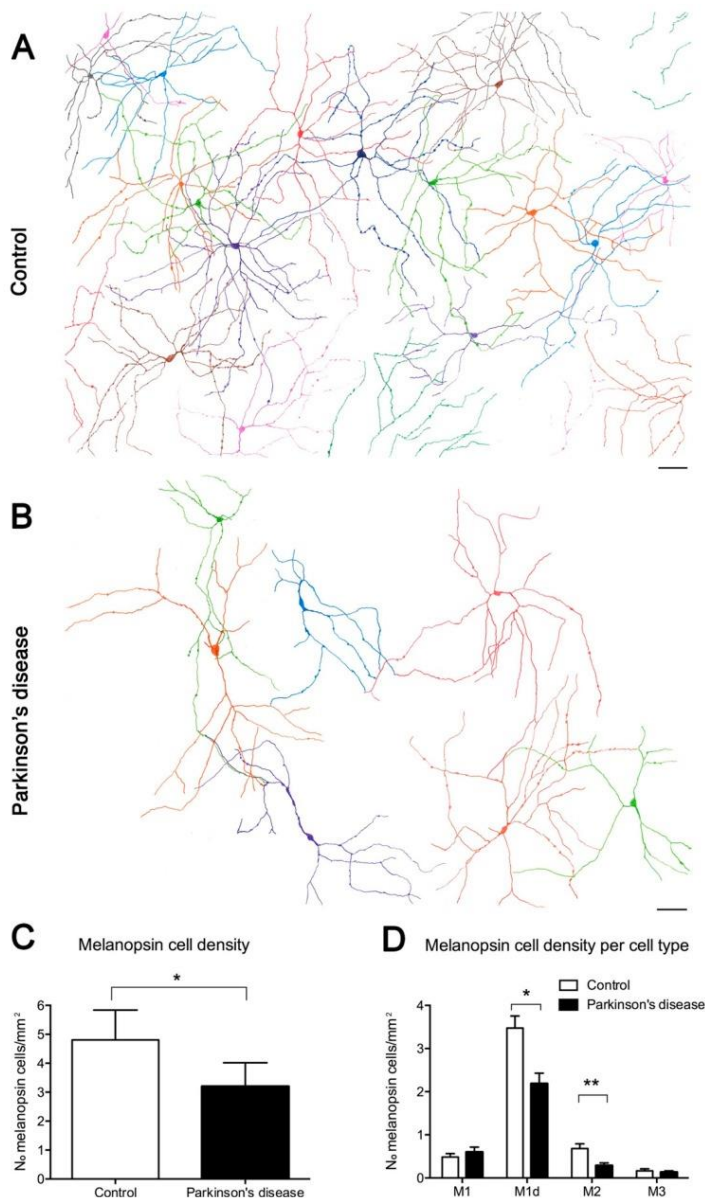 A
Control
B
Parkinson's disease
C
Melanopsin cell density
*
6
5
4
3
2
1
0
Nₒ melanopsin cells/mm²
Control
Parkinson's disease
D
Melanopsin cell density per cell type
Control
Parkinson's disease
*
**
4
3
2
1
0
Nₒ melanopsin cells/mm²
M1
M1d
M2
M3